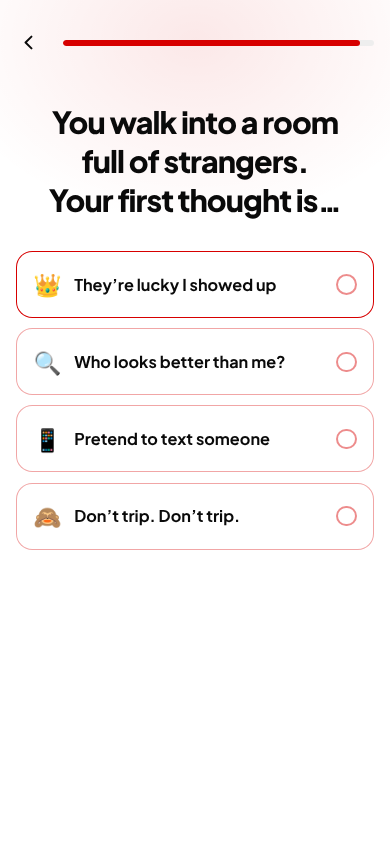 You walk into a room
full of strangers.
Your first thought is...
They’re lucky I showed up
Who looks better than me?
Pretend to text someone
Don’t trip. Don’t trip.